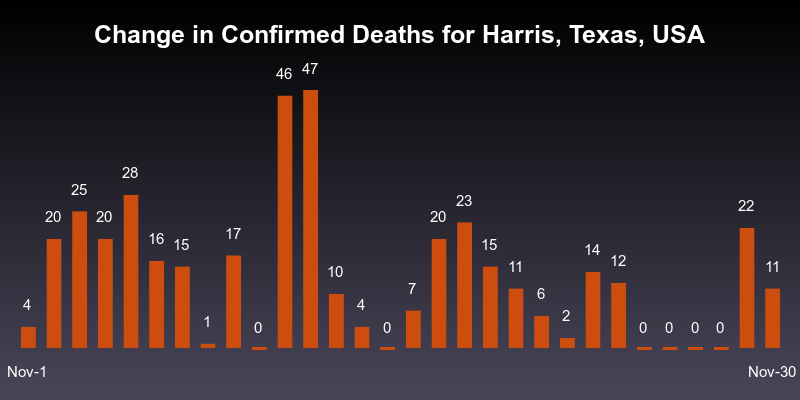 Change in Confirmed Deaths for Harris, Texas, USA
4 20 25 20 28 16 15 1 17 0 46 47 10 4 0 7 20 23 15 11 6 2 14 12 0 0 0 0 22 11
Nov-1 Nov-30